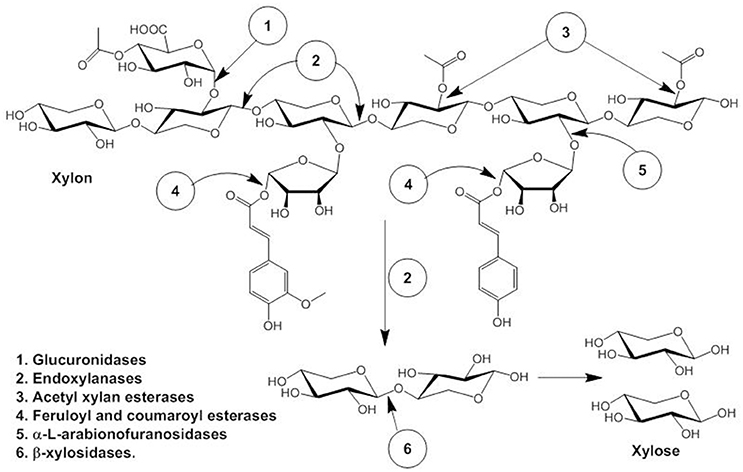 1
2
3
O
HOOC
O
O
O
O
O
HO
OH
O
HO
O
O
O
HO
O
OH
HO
HO
OH
O
O
O
O
HO
O
O
HO
O
O
O
HO
O
O
HO
OH
Xylon
4
O
O
O
O
HO
OH
4
O
O
O
O
HO
OH
5
O
OH
OH
2
1. Glucuronidases
2. Endoxylanases
3. Acetyl xylan esterases
4. Feruloyl and coumaroyl esterases
5. α-L-arabionofuranosidases
6. β-xylosidases.
HO
HO
O
OH
O
HO
OH
O
OH
6
HO
HO
O
OH
OH
HO
HO
O
OH
OH
Xylose